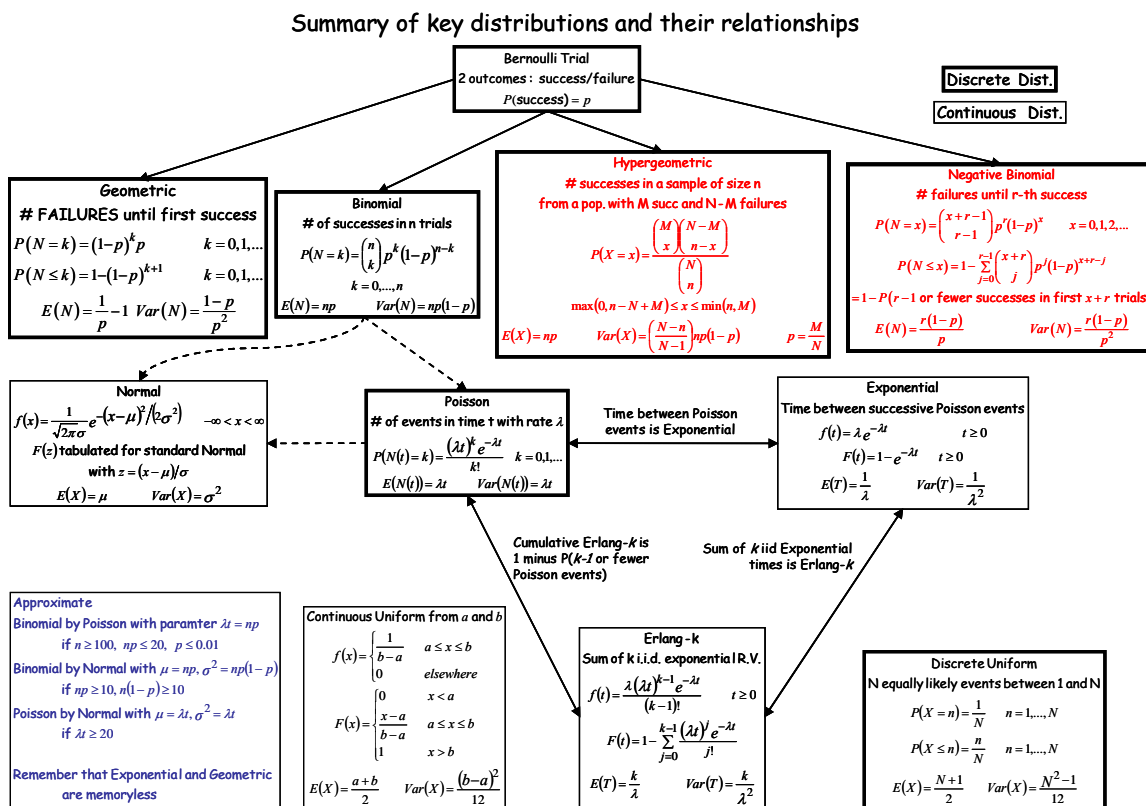 Summary of key distributions and their relationships
Bernoulli Trial
2 outcomes: success/failure
P(success) = p
Discrete Dist.
Continuous Dist.
Geometric
# FAILURES until first success
P(N = k) = (1-p)^k p k = 0,1,...
P(N ≤ k) = 1-(1-p)^{k+1} k = 0,1,...
E(N) = 1/p - 1 Var(N) = (1-p)/p^2
Binomial
# of successes in n trials
P(N = k) = (n k) p^k (1-p)^{n-k}
k = 0,...,n
E(N) = np Var(N) = np(1-p)
Hypergeometric
# successes in a sample of size n
from a pop. with M succ and N-M failures
P(X = x) = (M x)(N-M n-x) / (N n)
max(0, n-N+M) ≤ x ≤ min(n, M)
E(X) = np Var(X) = ((N-n)/(N-1)) np(1-p) p = M/N
Negative Binomial
# failures until r-th success
P(N = x) = (x+r-1 r-1) p^r (1-p)^x x = 0,1,2,...
P(N ≤ x) = 1 - ∑_{j=0}^{r-1} (x+r j) p^j (1-p)^{x+r-j}
= 1-P(r-1 or fewer successes in first x+r trials
E(N) = r(1-p)/p Var(N) = r(1-p)/p^2
Normal
f(x) = 1/(√2π σ) e^{-(x-μ)^2/(2σ^2)} -∞ < x < ∞
F(z) tabulated for standard Normal
with z = (x-μ)/σ
E(X) = μ Var(X) = σ^2
Poisson
# of events in time t with rate λ
P(N(t) = k) = (λt)^k e^{-λt} / k! k = 0,1,...
E(N(t)) = λt Var(N(t)) = λt
Time between Poisson
events is Exponential
Exponential
Time between successive Poisson events
f(t) = λe^{-λt} t ≥ 0
F(t) = 1-e^{-λt} t ≥ 0
E(T) = 1/λ Var(T) = 1/λ^2
Cumulative Erlang-k is
1 minus P(k-1 or fewer
Poisson events)
Sum of k iid Exponential
times is Erlang-k
Approximate
Binomial by Poisson with paramter λt = np
if n ≥ 100, np ≤ 20, p ≤ 0.01
Binomial by Normal with μ = np, σ^2 = np(1-p)
if np ≥ 10, n(1-p) ≥ 10
Poisson by Normal with μ = λt, σ^2 = λt
if λt ≥ 20
Remember that Exponential and Geometric
are memoryless
Continuous Uniform from a and b
f(x) = { 1/(b-a) a ≤ x ≤ b
0 elsewhere
F(x) = { 0 x < a
(x-a)/(b-a) a ≤ x ≤ b
1 x > b
E(X) = (a+b)/2 Var(X) = (b-a)^2/12
Erlang-k
Sum of k i.i.d. exponential R.V.
f(t) = λ(λt)^{k-1} e^{-λt} / (k-1)! t ≥ 0
F(t) = 1 - ∑_{j=0}^{k-1} (λt)^j e^{-λt} / j!
E(T) = k/λ Var(T) = k/λ^2
Discrete Uniform
N equally likely events between 1 and N
P(X = n) = 1/N n = 1,...,N
P(X ≤ n) = n/N n = 1,...,N
E(X) = (N+1)/2 Var(X) = (N^2-1)/12